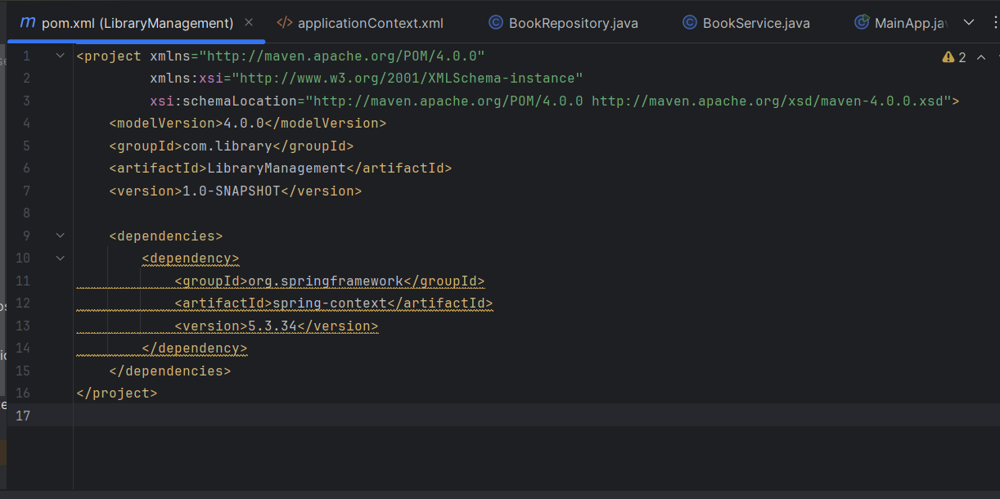 pom.xml (LibraryManagement) applicationContext.xml BookRepository.java BookService.java MainApp.ja
1 <project xmlns="http://maven.apache.org/POM/4.0.0" 2
2 xmlns:xsi="http://www.w3.org/2001/XMLSchema-instance"
3 xsi:schemaLocation="http://maven.apache.org/POM/4.0.0 http://maven.apache.org/xsd/maven-4.0.0.xsd">
4 <modelVersion>4.0.0</modelVersion>
5 <groupId>com.library</groupId>
6 <artifactId>LibraryManagement</artifactId>
7 <version>1.0-SNAPSHOT</version>
8
9 <dependencies>
10 <dependency>
11 <groupId>org.springframework</groupId>
12 <artifactId>spring-context</artifactId>
13 <version>5.3.34</version>
14 </dependency>
15 </dependencies>
16 </project>
17